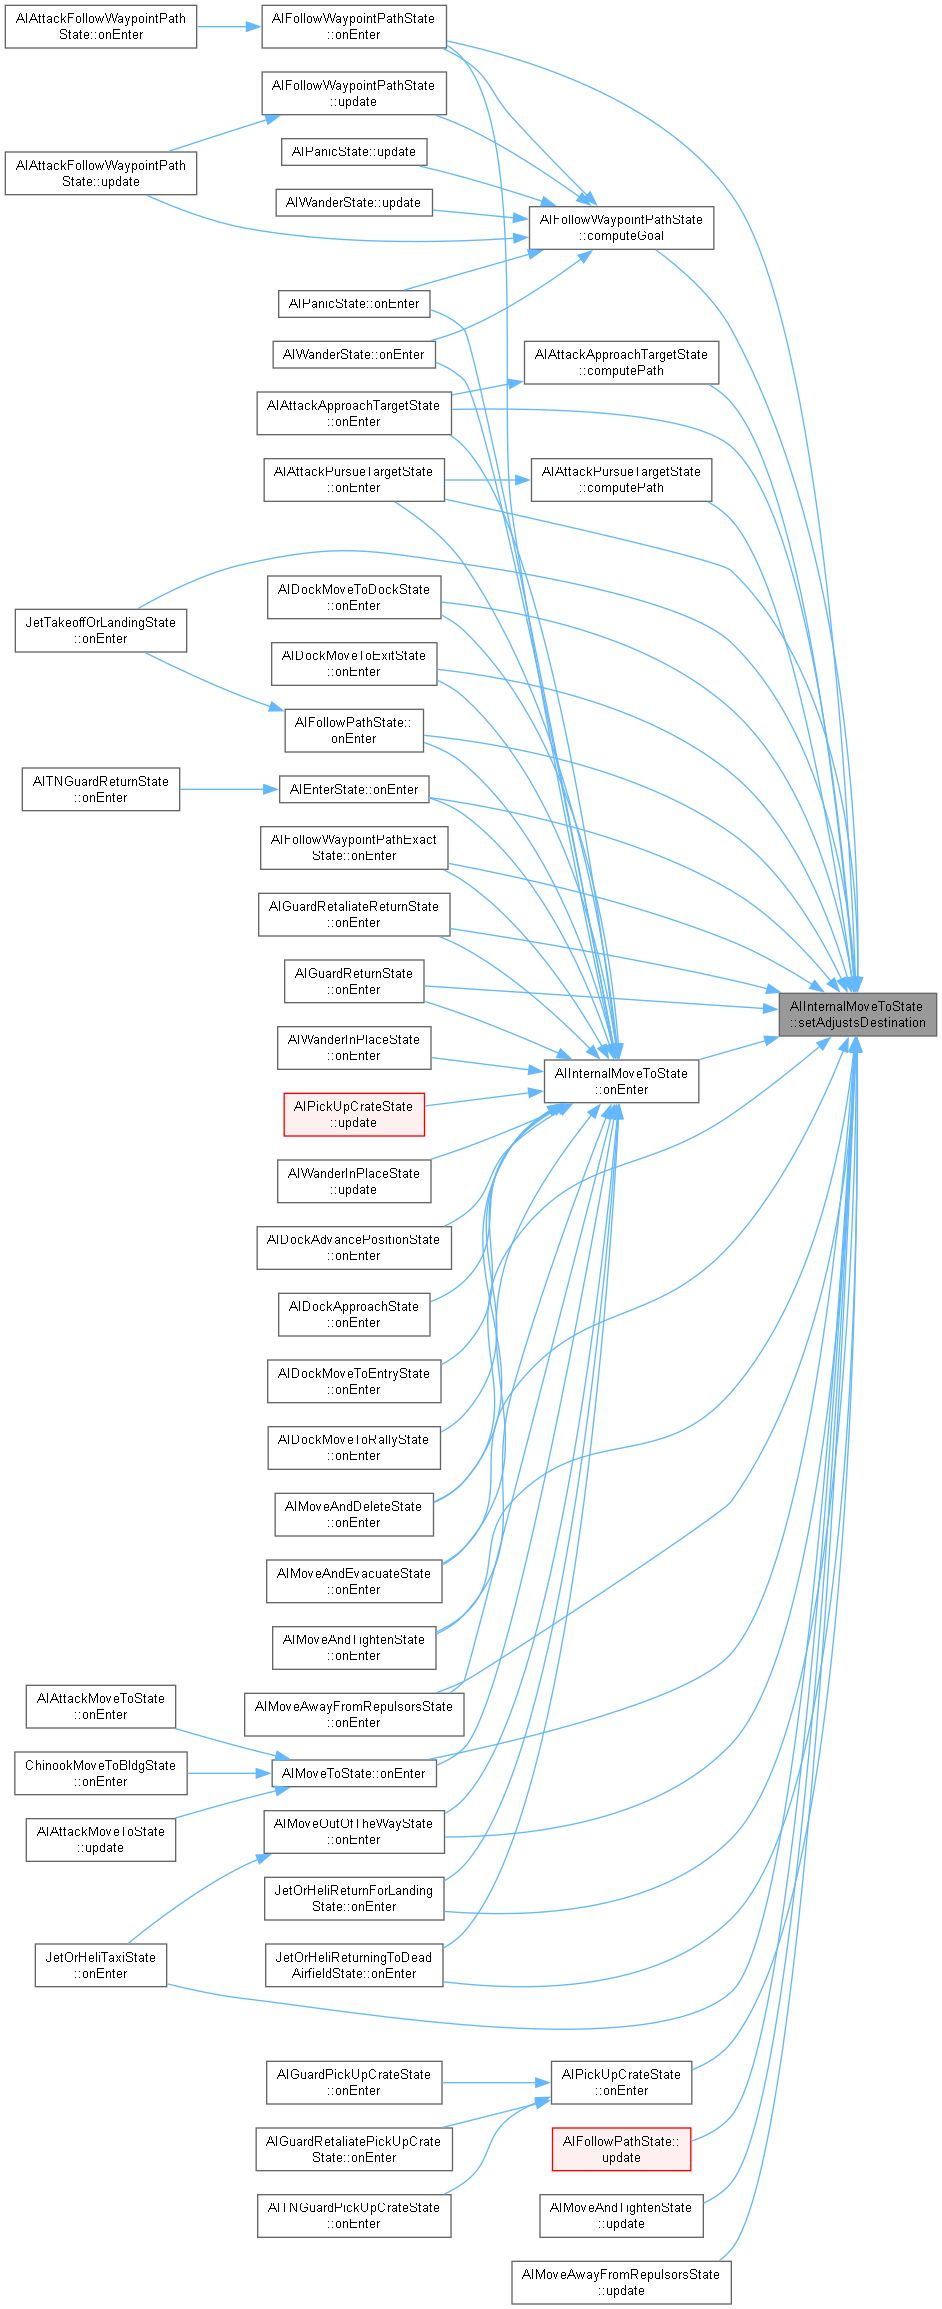 AIAttackFollowWaypointPath
State::onEnter
AIFollowWaypointPathState
::onEnter
AIFollowWaypointPathState
::update
AIAttackFollowWaypointPath
State::update
AIPanicState::update
AIWanderState::update
AIFollowWaypointPathState
::computeGoal
AIPanicState::onEnter
AIWanderState::onEnter
AIAttackApproachTargetState
::computePath
AIAttackApproachTargetState
::onEnter
AIAttackPursueTargetState
::onEnter
AIAttackPursueTargetState
::computePath
AIDockMoveToDockState
::onEnter
JetTakeoffOrLandingState
::onEnter
AIDockMoveToExitState
::onEnter
AIFollowPathState::
onEnter
AITNGuardReturnState
::onEnter
AIEnterState::onEnter
AIFollowWaypointPathExact
State::onEnter
AIGuardRetaliateReturnState
::onEnter
AIGuardReturnState
::onEnter
AIInternalMoveToState
::setAdjustsDestination
AIWanderInPlaceState
::onEnter
AIInternalMoveToState
::onEnter
AIPickUpCrateState
::update
AIWanderInPlaceState
::update
AIDockAdvancePositionState
::onEnter
AIDockApproachState
::onEnter
AIDockMoveToEntryState
::onEnter
AIDockMoveToRallyState
::onEnter
AIMoveAndDeleteState
::onEnter
AIMoveAndEvacuateState
::onEnter
AIMoveAndTightenState
::onEnter
AIMoveAwayFromRepulsorsState
::onEnter
AIAttackMoveToState
::onEnter
ChinookMoveToBldgState
::onEnter
AIMoveToState::onEnter
AIAttackMoveToState
::update
AIMoveOutOfTheWayState
::onEnter
JetOrHeliReturnForLanding
State::onEnter
JetOrHeliTaxiState
::onEnter
JetOrHeliReturningToDead
AirfieldState::onEnter
AIGuardPickUpCrateState
::onEnter
AIPickUpCrateState
::onEnter
AIGuardRetaliatePickUpCrate
State::onEnter
AIFollowPathState::
update
AITNGuardPickUpCrateState
::onEnter
AIMoveAndTightenState
::update
AIMoveAwayFromRepulsorsState
::update